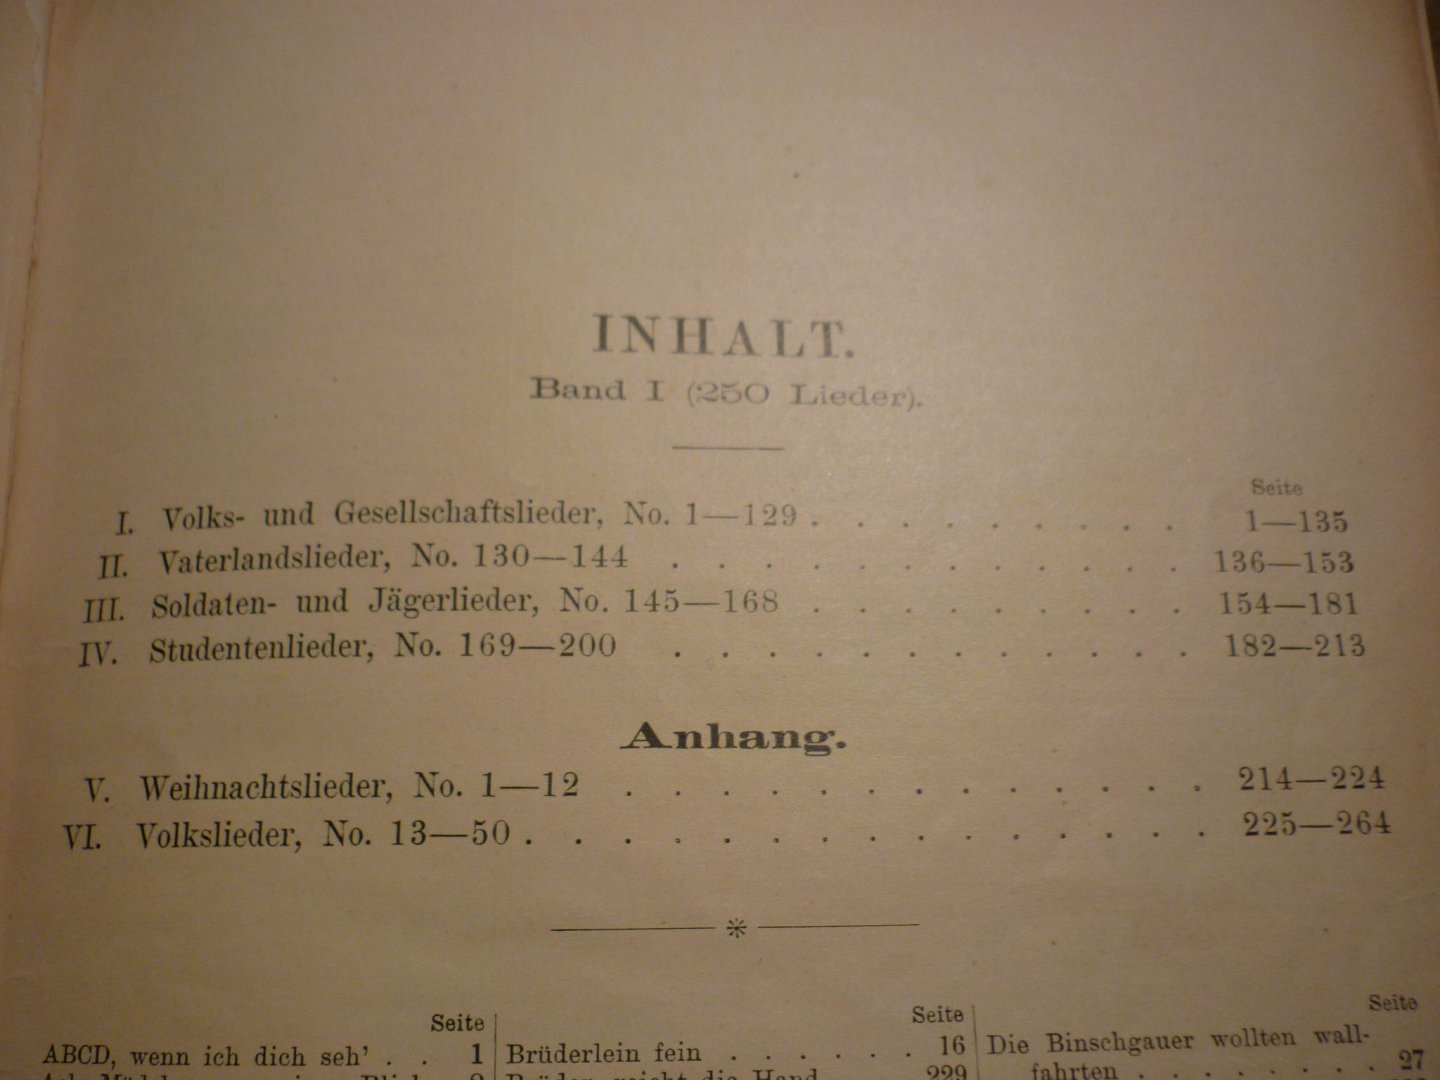 INHALT.
Band I (250 Lieder).
Seite
I. Volks- und Gesellschaftslieder, No. 1—129 . . . . . . . . . 1—135
II. Vaterlandslieder, No. 130—144 . . . . . . . . . . . . 136—153
III. Soldaten- und Jägerlieder, No. 145—168 . . . . . . . . . 154—181
IV. Studentenlieder, No. 169—200 . . . . . . . . . . . . 182—213
Anhang.
V. Weihnachtslieder, No. 1—12 . . . . . . . . . . . . . 214—224
VI. Volkslieder, No. 13—50 . . . . . . . . . . . . . . . 225—264
Seite
ABCD, wenn ich dich seh' . . 1
Seite
Brüderlein fein . . . . . 16
229
Seite
Die Binschgauer wollten wall-
fahrten . . . . . . . 27